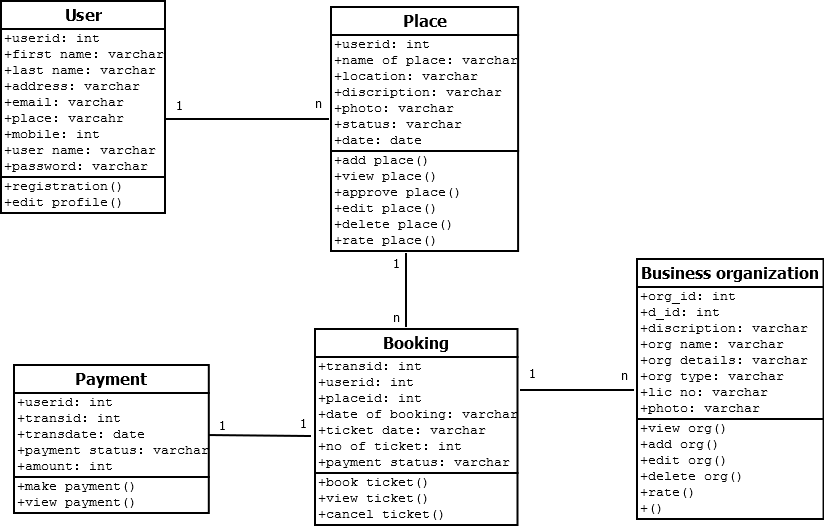 User
+userid: int
+first name: varchar
+last name: varchar
+address: varchar
+email: varchar
+place: varcahr
+mobile: int
+user name: varchar
+password: varchar
+registration()
+edit profile()
1
n
Place
+userid: int
+name of place: varchar
+location: varchar
+discription: varchar
+photo: varchar
+status: varchar
+date: date
+add place()
+view place()
+approve place()
+edit place()
+delete place()
+rate place()
1
n
Business organization
+org_id: int
+d_id: int
+discription: varchar
+org name: varchar
+org details: varchar
+org type: varchar
+lic no: varchar
+photo: varchar
+view org()
+add org()
+edit org()
+delete org()
+rate()
+()
Booking
+transid: int
+userid: int
+placeid: int
+date of booking: varchar
+ticket date: varchar
+no of ticket: int
+payment status: varchar
+book ticket()
+view ticket()
+cancel ticket()
1
n
Payment
+userid: int
+transid: int
+transdate: date
+payment status: varchar
+amount: int
+make payment()
+view payment()
1
1